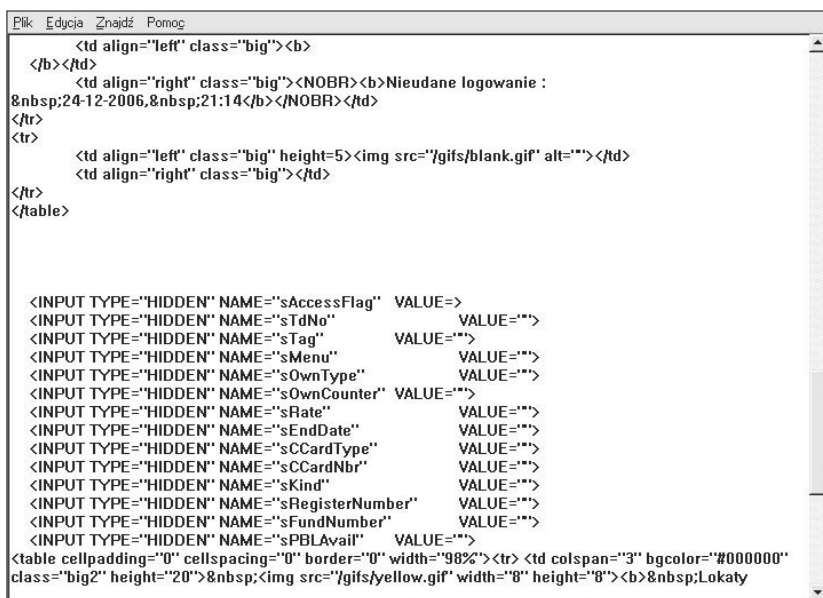 Plik Edycja Znajdź Pomoc
<td align="left" class="big"><b>
</b></td>
<td align="right" class="big"><NOBR><b>Nieudane logowanie :
&nbsp;24-12-2006,&nbsp;21:14</b></NOBR></td>
</tr>
<tr>
<td align="left" class="big" height=5><img src="/gifs/blank.gif" alt=""></td>
<td align="right" class="big"></td>
</tr>
</table>
<INPUT TYPE="HIDDEN" NAME="sAccessFlag" VALUE=>
<INPUT TYPE="HIDDEN" NAME="sTdNo" VALUE="">
<INPUT TYPE="HIDDEN" NAME="sTag" VALUE="">
<INPUT TYPE="HIDDEN" NAME="sMenu" VALUE="">
<INPUT TYPE="HIDDEN" NAME="sOwnType" VALUE="">
<INPUT TYPE="HIDDEN" NAME="sOwnCounter" VALUE="">
<INPUT TYPE="HIDDEN" NAME="sRate" VALUE="">
<INPUT TYPE="HIDDEN" NAME="sEndDate" VALUE="">
<INPUT TYPE="HIDDEN" NAME="sCCardType" VALUE="">
<INPUT TYPE="HIDDEN" NAME="sCCardNbr" VALUE="">
<INPUT TYPE="HIDDEN" NAME="sKind" VALUE="">
<INPUT TYPE="HIDDEN" NAME="sRegisterNumber" VALUE="">
<INPUT TYPE="HIDDEN" NAME="sFundNumber" VALUE="">
<INPUT TYPE="HIDDEN" NAME="sPBLAvail" VALUE="">
<table cellpadding="0" cellspacing="0" border="0" width="98%"><tr> <td colspan="3" bgcolor="#000000"
class="big2" height="20">&nbsp;<img src="/gifs/yellow.gif" width="8" height="8"><b>&nbsp;Lokaty